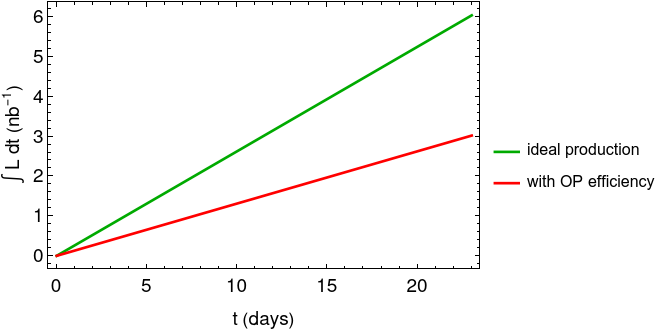 6
5
4
3
2
1
0
∫ L dt (nb⁻¹)
0 5 10 15 20
t (days)
ideal production
with OP efficiency